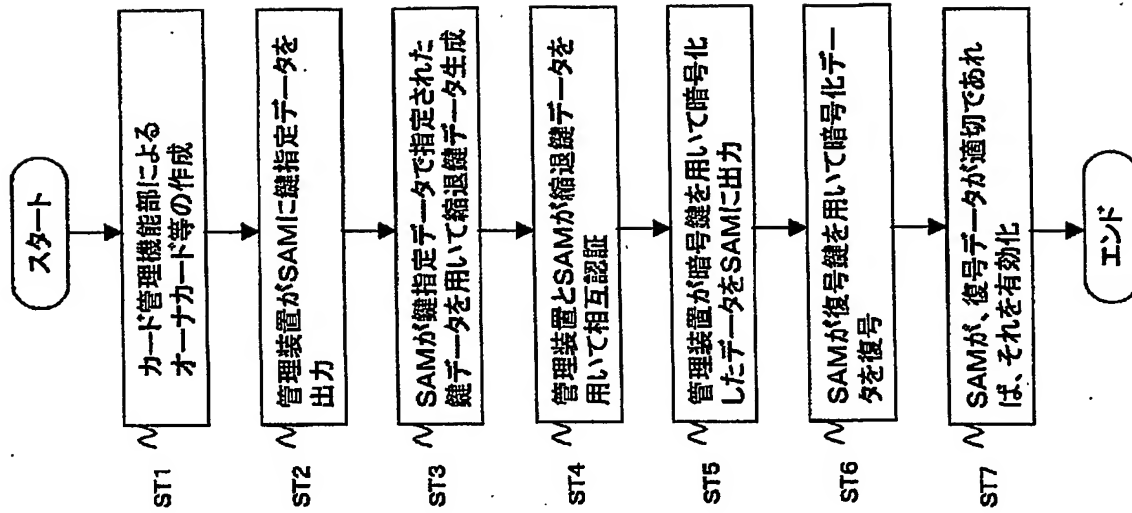 スタート
ST1
カード管理機能部による
オーナカード等の作成
ST2
管理装置がSAMに鍵指定データを
出力
ST3
SAMが鍵指定データで指定された
鍵データを用いて縮退鍵データ生成
ST4
管理装置とSAMが縮退鍵データを
用いて相互認証
ST5
管理装置が暗号鍵を用いて暗号化
したデータをSAMに出力
ST6
SAMが復号鍵を用いて暗号化デー
タを復号
ST7
SAMが、復号データが適切であれ
ば、それを有効化
エンド